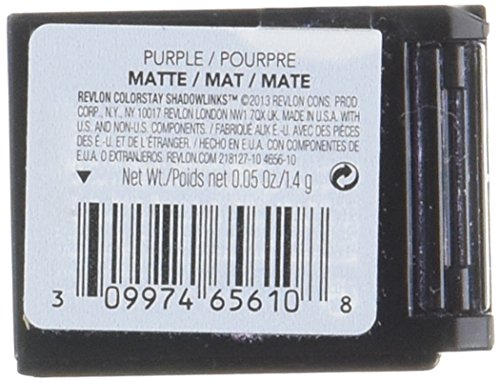 PURPLE / POURPRE
MATTE / MAT / MATE
REVLON COLORSTAY SHADOWLINKS™ ©2013 REVLON CONS. PROD.
CORP., N.Y., NY 10017 REVLON LONDON NW1 7QX UK. MADE IN U.S.A. WITH
U.S. AND NON-U.S. COMPONENTS. / FABRIQUÉ AUX É.-U. AVEC DES PIÈCES
DES É.-U. ET DE L'ÉTRANGER. / HECHO EN E.U.A. CON COMPONENTES DE
E.U.A. O EXTRANJEROS. REVLON.COM 218127-10 4656-10
Net Wt./Poids net 0.05 Oz./1.4 g
3 09974 65610 8